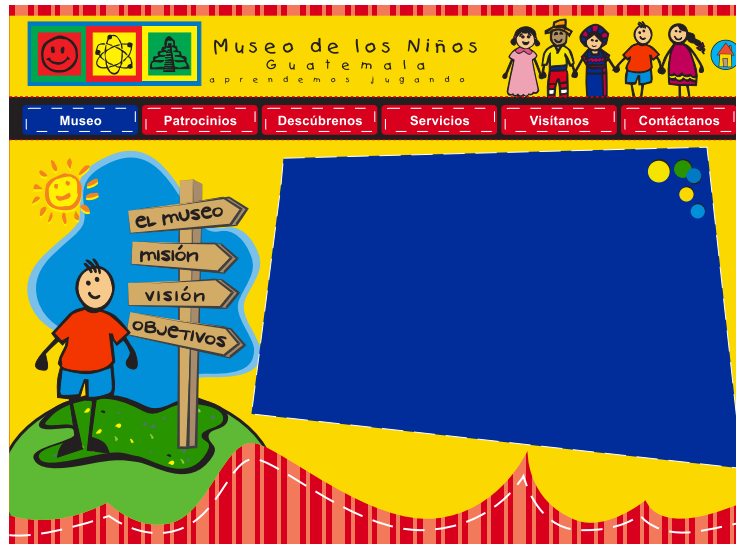 Museo de los Niños
Guatemala
aprendemos jugando
Museo
Patrocinios
Descúbrenos
Servicios
Visítanos
Contáctanos
EL MUSEO
MISIÓN
VISIÓN
OBJETIVOS